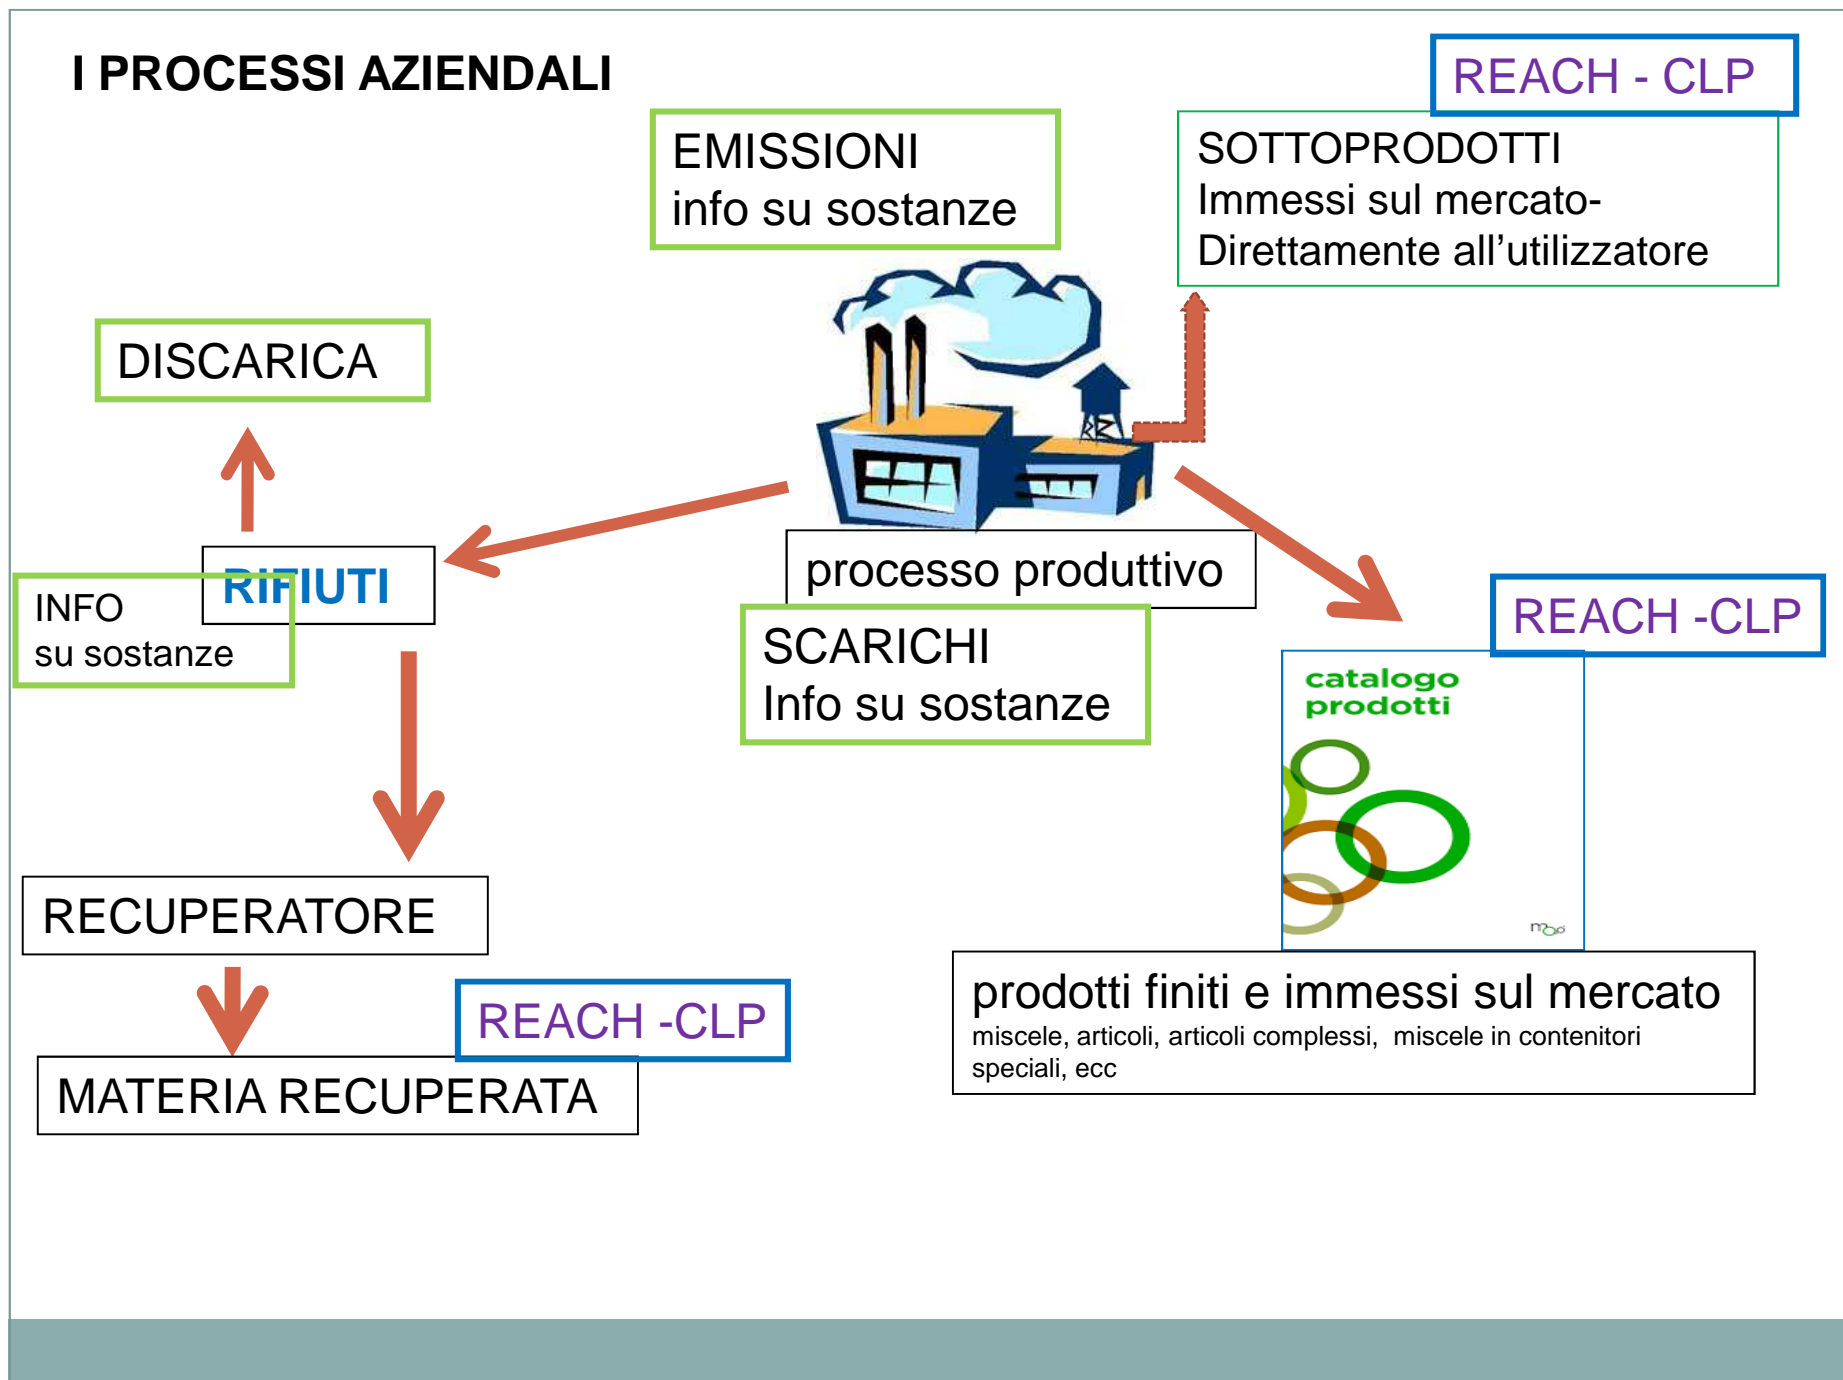 I PROCESSI AZIENDALI
REACH - CLP
EMISSIONI
info su sostanze
SOTTOPRODOTTI
Immessi sul mercato-
Direttamente all’utilizzatore
DISCARICA
RIFIUTI
INFO
su sostanze
processo produttivo
SCARICHI
Info su sostanze
REACH -CLP
catalogo
prodotti
RECUPERATORE
REACH -CLP
MATERIA RECUPERATA
prodotti finiti e immessi sul mercato
miscele, articoli, articoli complessi, miscele in contenitori
speciali, ecc